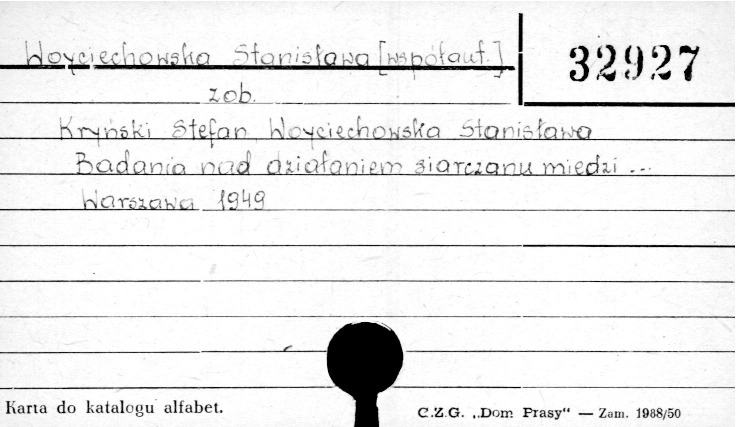 Woyciechowska Stanisława [współaut.]
32927
zob.
Kryński Stefan, Woyciechowska Stanisława
Badania nad działaniem siarczanu miedzi ...
Warszawa 1949
Karta do katalogu alfabet.
C.Z.G. „Dom Prasy“ — Zam. 1988/50